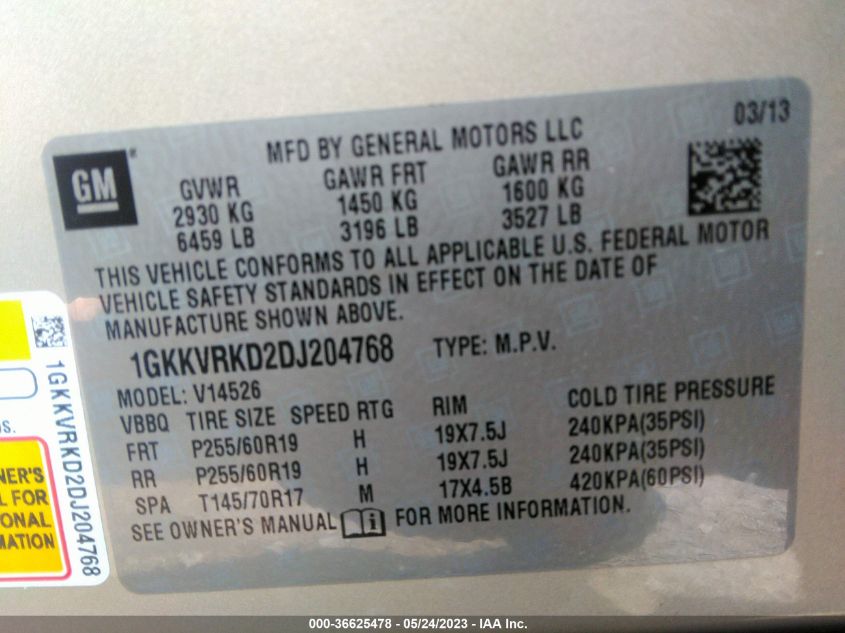 03/13
MFD BY GENERAL MOTORS LLC
GM
GVWR GAWR FRT GAWR RR
2930 KG 1450 KG 1600 KG
6459 LB 3196 LB 3527 LB
THIS VEHICLE CONFORMS TO ALL APPLICABLE U.S. FEDERAL MOTOR
VEHICLE SAFETY STANDARDS IN EFFECT ON THE DATE OF
MANUFACTURE SHOWN ABOVE.
1GKKVRKD2DJ204768 TYPE: M.P.V.
MODEL: V14526
VBBQ TIRE SIZE SPEED RTG RIM COLD TIRE PRESSURE
FRT P255/60R19 H 19X7.5J 240KPA(35PSI)
RR P255/60R19 H 19X7.5J 240KPA(35PSI)
SPA T145/70R17 M 17X4.5B 420KPA(60PSI)
SEE OWNER'S MANUAL FOR MORE INFORMATION.
1GKKVRKD2DJ204768
NER'S
L FOR
ONAL
MATION
000-36625478 - 05/24/2023 - IAA Inc.